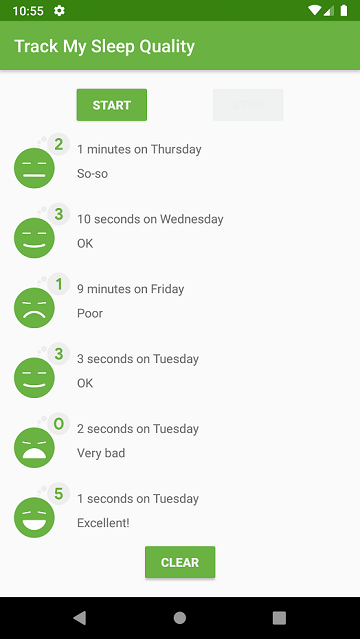 10:55
Track My Sleep Quality
START
2
1 minutes on Thursday
So-so
3
10 seconds on Wednesday
OK
1
9 minutes on Friday
Poor
3
3 seconds on Tuesday
OK
0
2 seconds on Tuesday
Very bad
5
1 seconds on Tuesday
Excellent!
CLEAR